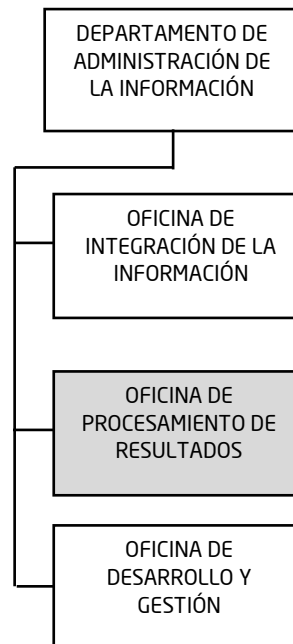 DEPARTAMENTO DE
ADMINISTRACIÓN DE
LA INFORMACIÓN
OFICINA DE
INTEGRACIÓN DE LA
INFORMACIÓN
OFICINA DE
PROCESAMIENTO DE
RESULTADOS
OFICINA DE
DESARROLLO Y
GESTIÓN